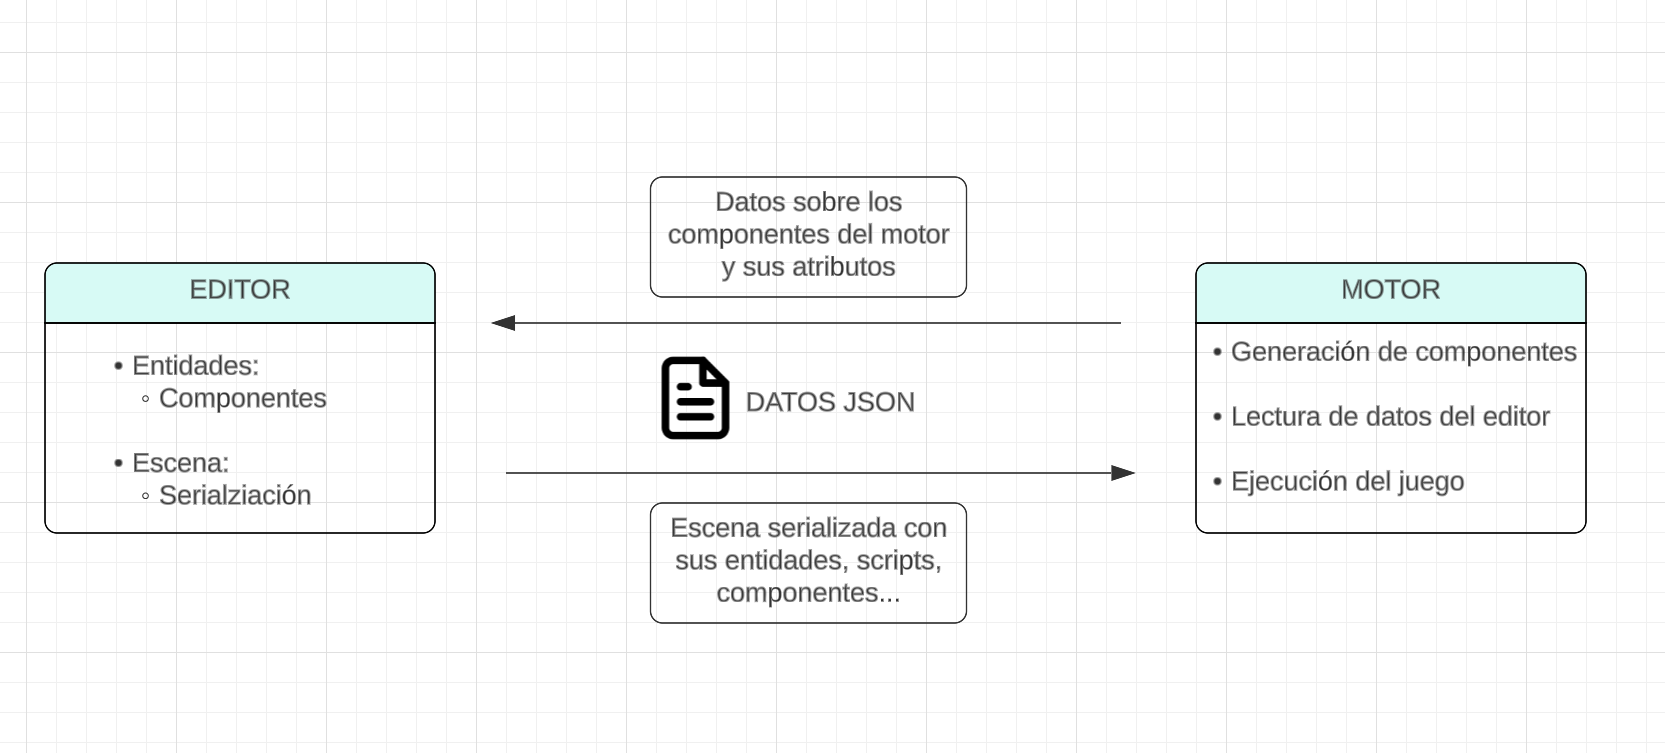 EDITOR
• Entidades:
◦ Componentes
• Escena:
◦ Serialziación
Datos sobre los
componentes del motor
y sus atributos
DATOS JSON
Escena serializada con
sus entidades, scripts,
componentes...
MOTOR
• Generación de componentes
• Lectura de datos del editor
• Ejecución del juego